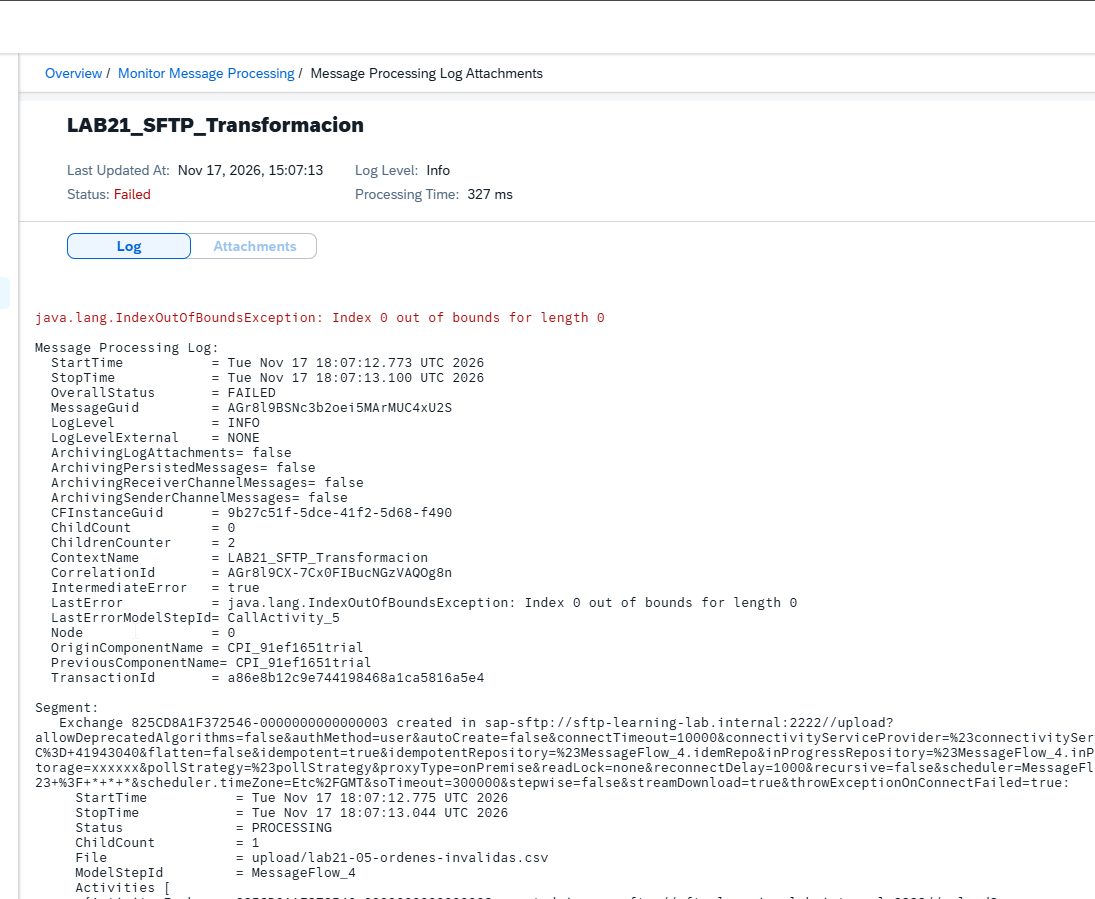 Overview / Monitor Message Processing / Message Processing Log Attachments
LAB21_SFTP_Transformacion
Last Updated At: Nov 17, 2026, 15:07:13 Log Level: Info
Status: Failed Processing Time: 327 ms
Log Attachments
java.lang.IndexOutOfBoundsException: Index 0 out of bounds for length 0
Message Processing Log:
StartTime = Tue Nov 17 18:07:12.773 UTC 2026
StopTime = Tue Nov 17 18:07:13.100 UTC 2026
OverallStatus = FAILED
MessageGuid = AGr8l9BSNc3b2oei5MArMUC4xU2S
LogLevel = INFO
LogLevelExternal = NONE
ArchivingLogAttachments= false
ArchivingPersistedMessages= false
ArchivingReceiverChannelMessages= false
ArchivingSenderChannelMessages= false
CFInstanceGuid = 9b27c51f-5dce-41f2-5d68-f490
ChildCount = 0
ChildrenCounter = 2
ContextName = LAB21_SFTP_Transformacion
CorrelationId = AGr8l9CX-7Cx0FIBucNGzVAQOg8n
IntermediateError = true
LastError = java.lang.IndexOutOfBoundsException: Index 0 out of bounds for length 0
LastErrorModelStepId= CallActivity_5
Node = 0
OriginComponentName = CPI_91ef1651trial
PreviousComponentName= CPI_91ef1651trial
TransactionId = a86e8b12c9e744198468a1ca5816a5e4
Segment:
Exchange 825CD8A1F372546-0000000000000003 created in sap-sftp://sftp-learning-lab.internal:2222//upload?
allowDeprecatedAlgorithms=false&authMethod=user&autoCreate=false&connectTimeout=10000&connectivityServiceProvider=%23connectivitySer
C%3D+41943040&flatten=false&idempotent=true&idempotentRepository=%23MessageFlow_4.idemRepo&inProgressRepository=%23MessageFlow_4.inP
torage=xxxxxx&pollStrategy=%23pollStrategy&proxyType=onPremise&readLock=none&reconnectDelay=1000&recursive=false&scheduler=MessageFl
23+%3F+*+*+*&scheduler.timeZone=Etc%2FGMT&soTimeout=300000&stepwise=false&streamDownload=true&throwExceptionOnConnectFailed=true:
StartTime = Tue Nov 17 18:07:12.775 UTC 2026
StopTime = Tue Nov 17 18:07:13.044 UTC 2026
Status = PROCESSING
ChildCount = 1
File = upload/lab21-05-ordenes-invalidas.csv
ModelStepId = MessageFlow_4
Activities [